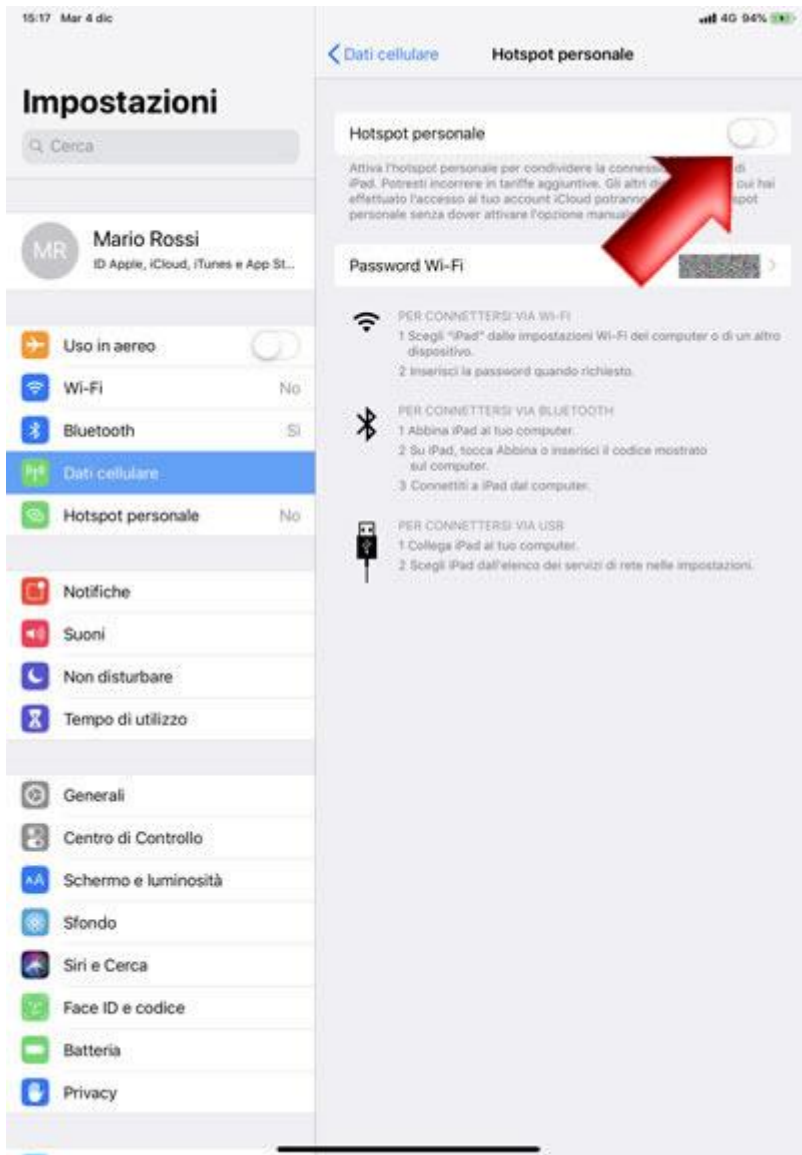 15:17 Mar 4 dic
4G 94%
Dati cellulare
Hotspot personale
Impostazioni
Cerca
MR
Mario Rossi
ID Apple, iCloud, iTunes e App St...
Uso in aereo
Wi-Fi No
Bluetooth Sì
Dati cellulare
Hotspot personale No
Notifiche
Suoni
Non disturbare
Tempo di utilizzo
Generali
Centro di Controllo
AA Schermo e luminosità
Sfondo
Siri e Cerca
Face ID e codice
Batteria
Privacy
Hotspot personale
Attiva l'hotspot personale per condividere la di
iPad. Potresti incorrere in tariffe aggiuntive. Gli altri cui hai
effettuato l'accesso al tuo account iCloud potranno
personale senza dover attivare l'opzione
Password Wi-Fi
PER CONNETTERSI VIA WI-FI
1 Scegli "iPad" dalle impostazioni Wi-Fi del computer o di un altro
dispositivo.
2 Inserisci la password quando richiesto.
PER CONNETTERSI VIA BLUETOOTH
1 Abbina iPad al tuo computer.
2 Su iPad, tocca Abbina o inserisci il codice mostrato
sul computer.
3 Connettiti a iPad dal computer.
PER CONNETTERSI VIA USB
1 Collega iPad al tuo computer.
2 Scegli iPad dall'elenco dei servizi di rete nelle impostazioni.